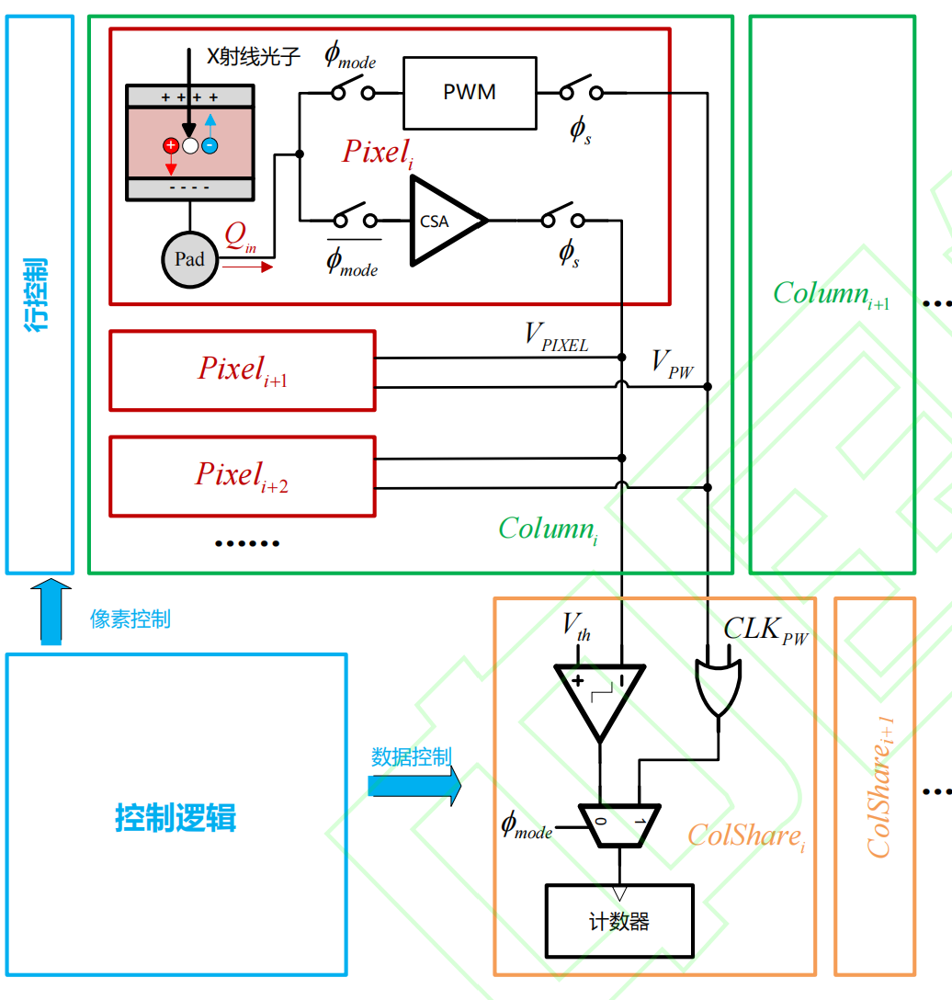 X射线光子
ϕmode
+ + + +
PWM
ϕs
+ -
Pixeli
- - - -
CSA
Qin
Pad
ϕmode
ϕs
行控制
Columni+1
......
VPIXEL
VPW
Pixeli+1
Pixeli+2
Columni
......
像素控制
Vth
CLKPW
+ -
数据控制
控制逻辑
0 1
ϕmode
ColSharei
ColSharei+1
...
计数器